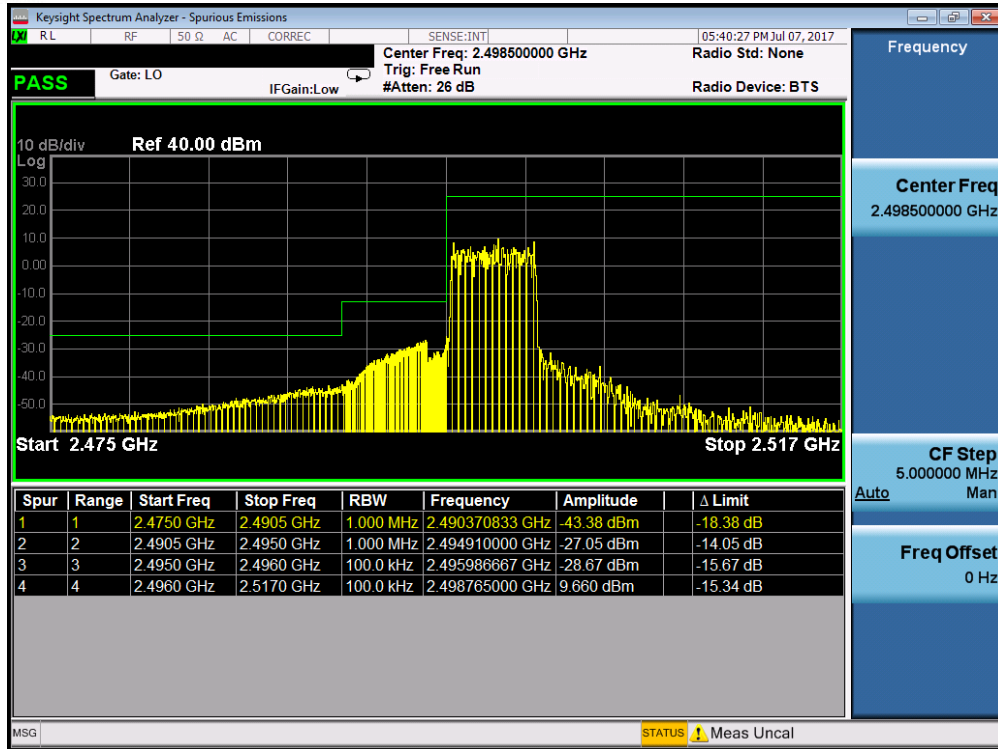 Keysight Spectrum Analyzer - Spurious Emissions
LXI RL RF 50 Ω AC CORREC SENSE:INT 05:40:27 PM Jul 07, 2017
Center Freq: 2.498500000 GHz Radio Std: None
PASS Gate: LO Trig: Free Run
IFGain:Low #Atten: 26 dB Radio Device: BTS
Frequency
10 dB/div Ref 40.00 dBm
Log
30.0
20.0
10.0
0.00
-10.0
-20.0
-30.0
-40.0
-50.0
Start 2.475 GHz Stop 2.517 GHz
Center Freq
2.498500000 GHz
CF Step
5.000000 MHz
Auto Man
Freq Offset
0 Hz
Spur Range Start Freq Stop Freq RBW Frequency Amplitude Δ Limit
1 1 2.4750 GHz 2.4905 GHz 1.000 MHz 2.490370833 GHz -43.38 dBm -18.38 dB
2 2 2.4905 GHz 2.4950 GHz 1.000 MHz 2.494910000 GHz -27.05 dBm -14.05 dB
3 3 2.4950 GHz 2.4960 GHz 100.0 kHz 2.495986667 GHz -28.67 dBm -15.67 dB
4 4 2.4960 GHz 2.5170 GHz 100.0 kHz 2.498765000 GHz 9.660 dBm -15.34 dB
MSG STATUS Meas Uncal